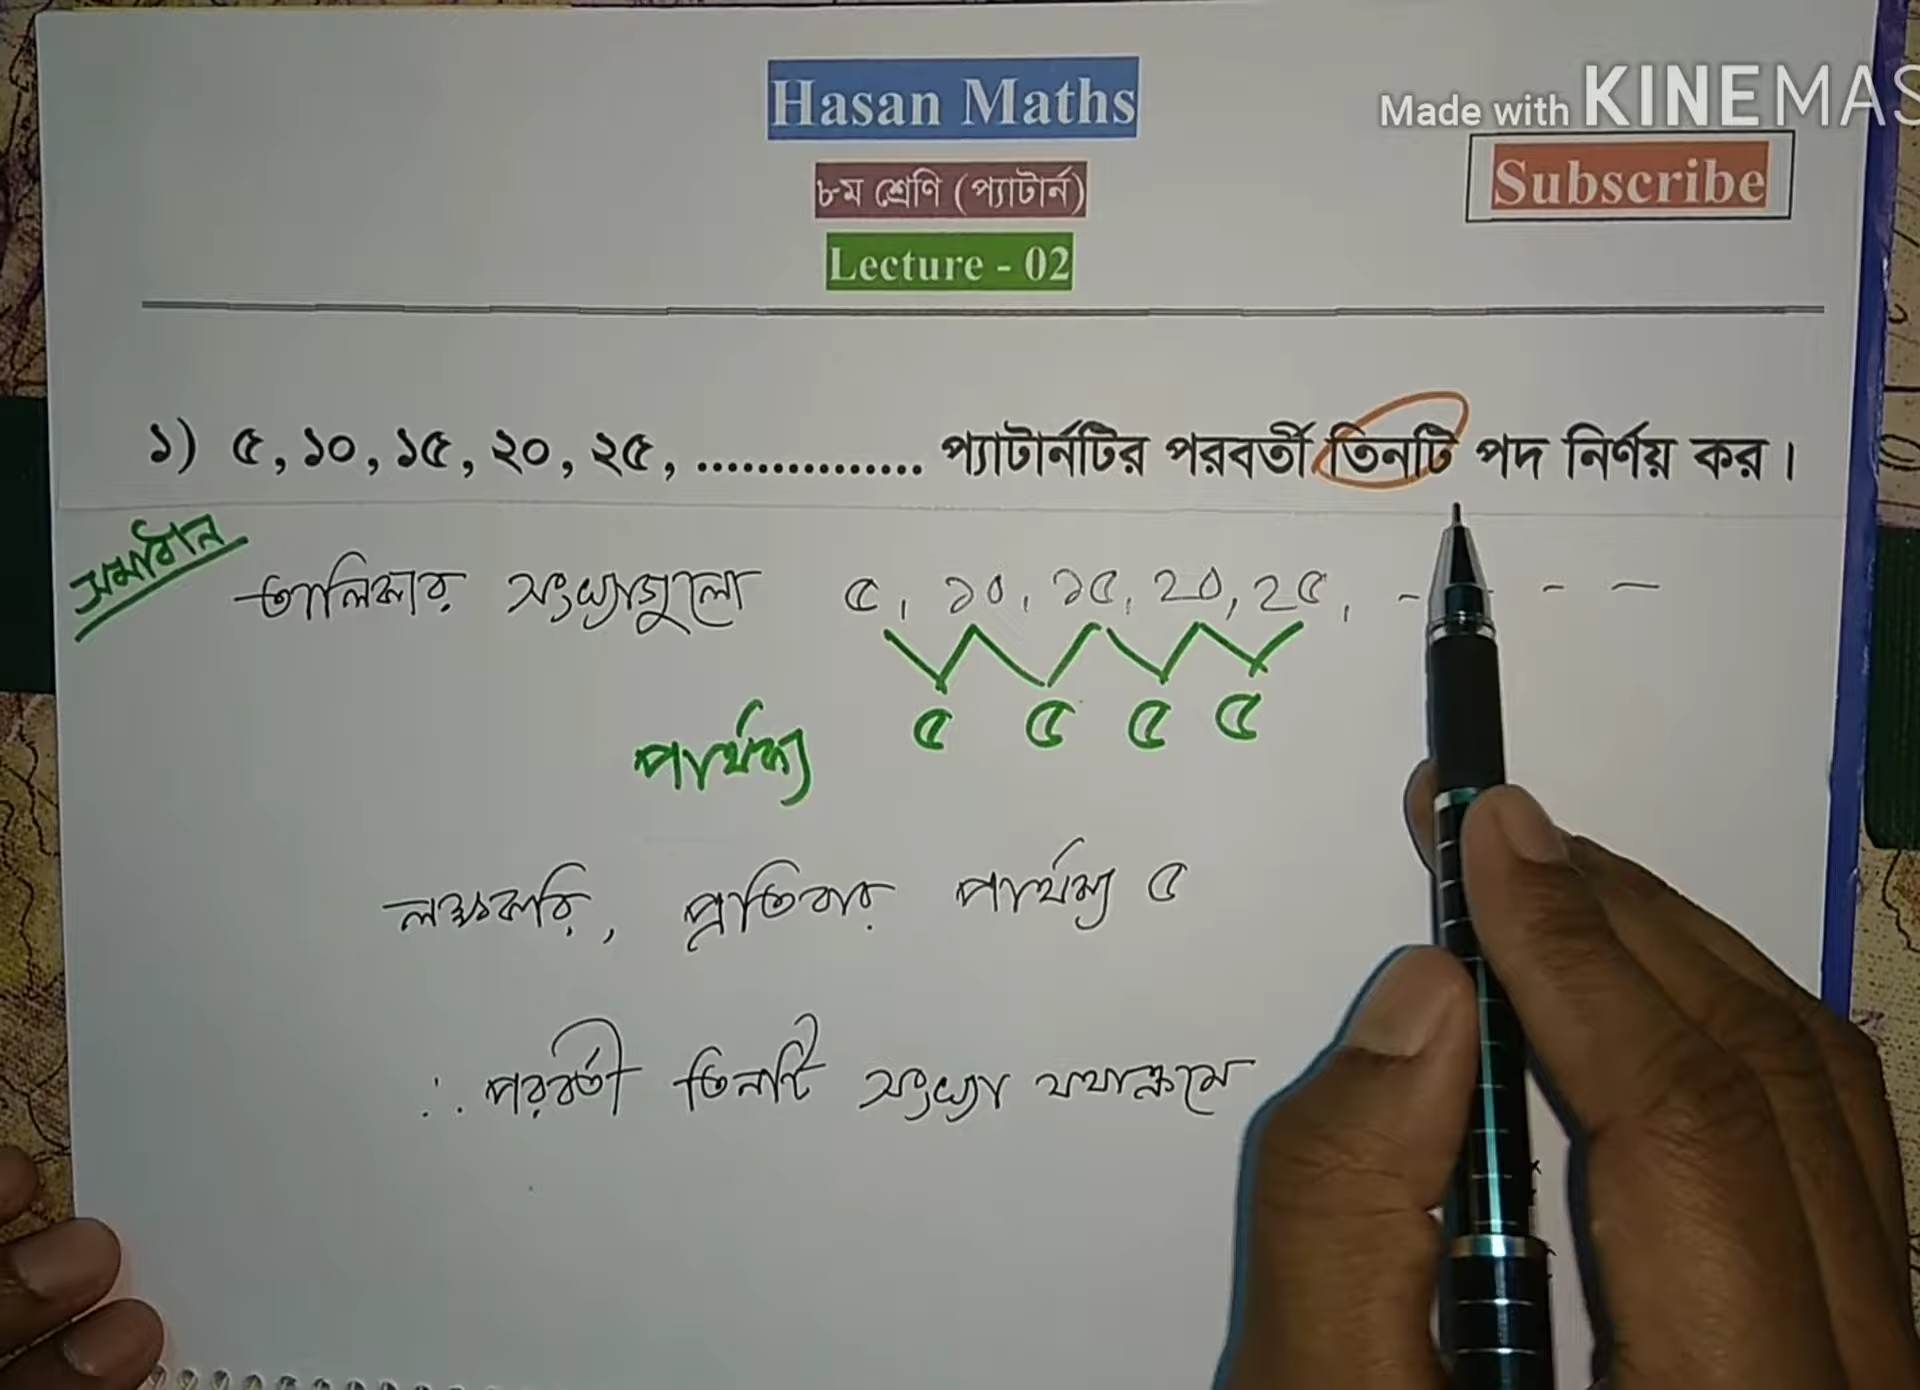 Hasan Maths
Made with KINEMAS
৮-ম শ্রেণি (প্যাটার্ন)
Subscribe
Lecture - 02
১) ৫, ১০, ১৫, ২০, ২৫, ............... প্যাটার্নটির পরবর্তী তিনটি পদ নির্ণয় কর।
সমাধান
তালিকার সংখ্যাগুলো ৫, ১০, ১৫, ২০, ২৫, - - - -
পার্থক্য ৫ ৫ ৫ ৫
লক্ষকরি, প্রতিবার পার্থক্য ৫
∴ পরবর্তী তিনটি সংখ্যা যথাক্রমে